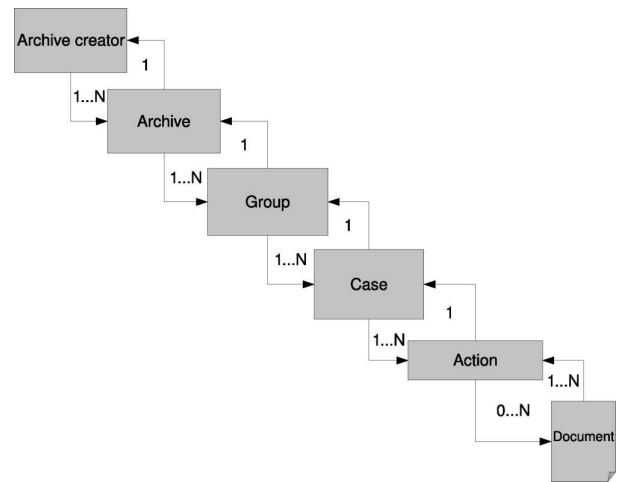 Archive creator
1
1...N
Archive
1
1...N
Group
1
1...N
Case
1
1...N
Action
1...N
0...N
Document